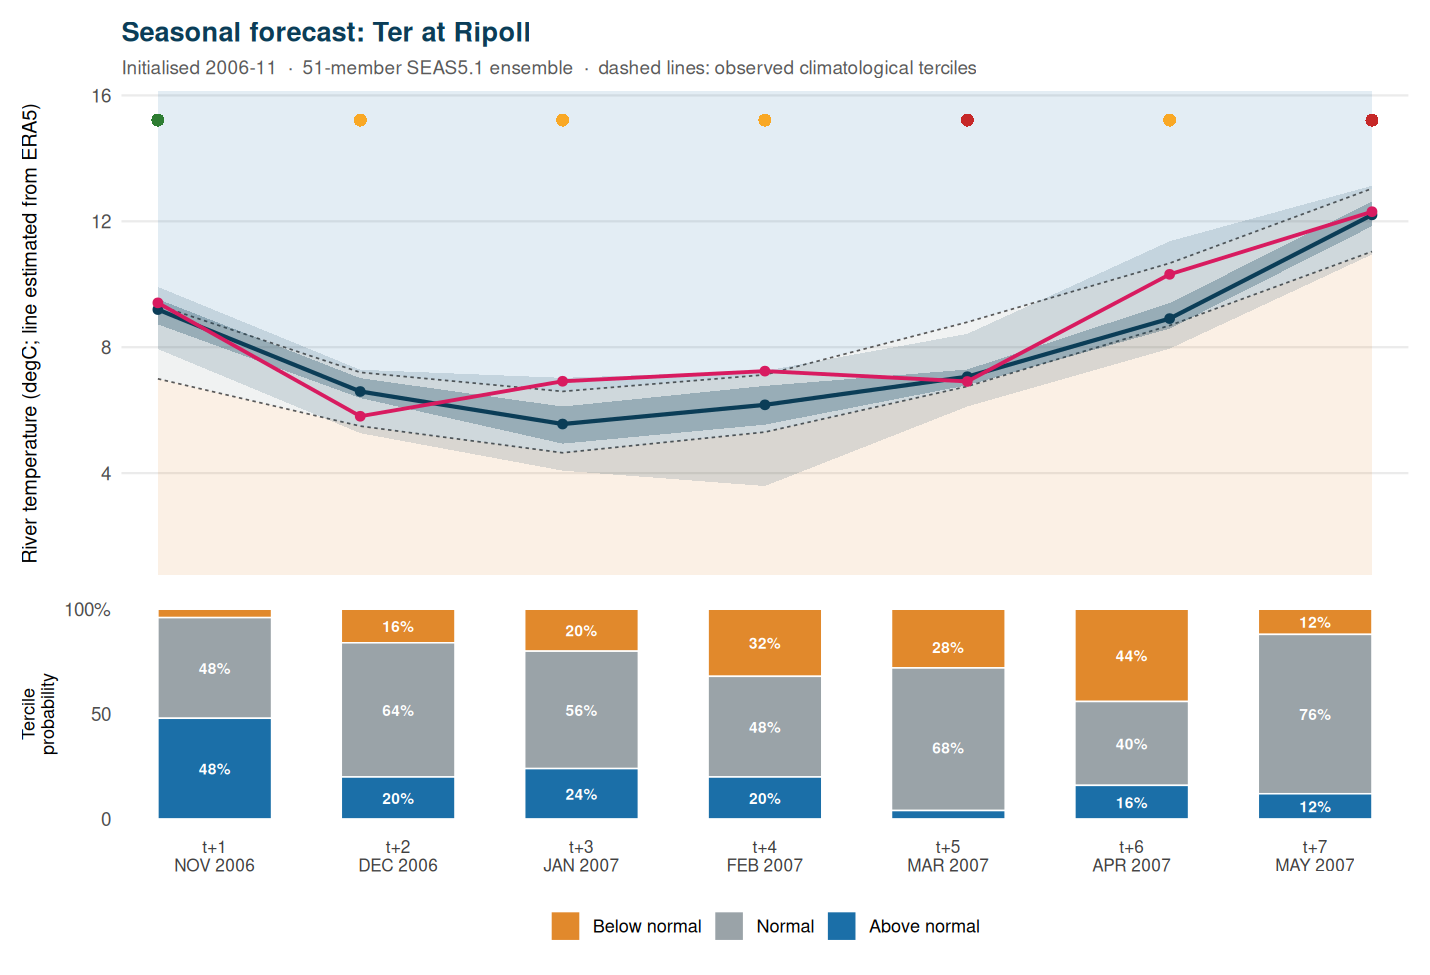 Seasonal forecast: Ter at Ripoll
Initialised 2006-11 · 51-member SEAS5.1 ensemble · dashed lines: observed climatological terciles
River temperature (degC; line estimated from ERA5)
16
12
8
4
Tercile
probability
100%
50
0
16%
20%
32%
28%
44%
12%
48%
64%
56%
48%
68%
40%
76%
48%
20%
24%
20%
16%
12%
t+1
NOV 2006
t+2
DEC 2006
t+3
JAN 2007
t+4
FEB 2007
t+5
MAR 2007
t+6
APR 2007
t+7
MAY 2007
Below normal
Normal
Above normal